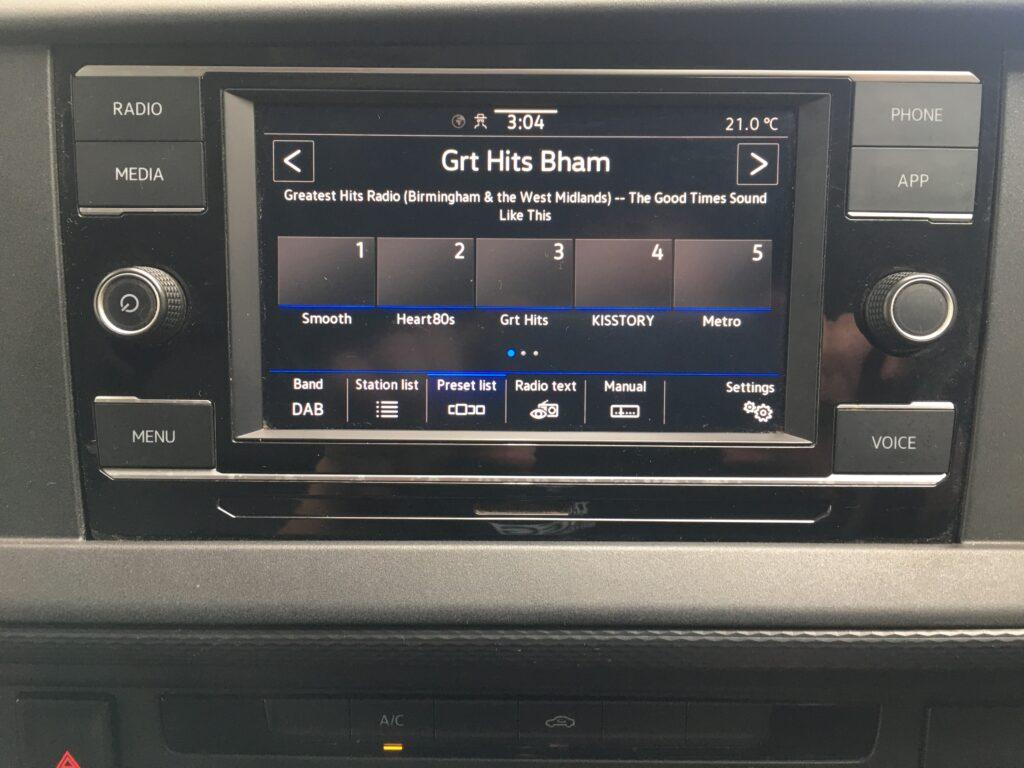 RADIO
MEDIA
MENU
3:04
21.0 °C
<
Grt Hits Bham
>
Greatest Hits Radio (Birmingham & the West Midlands) -- The Good Times Sound
Like This
1 2 3 4 5
Smooth Heart80s Grt Hits KISSTORY Metro
Band Station list Preset list Radio text Manual Settings
DAB
PHONE
APP
VOICE
A/C